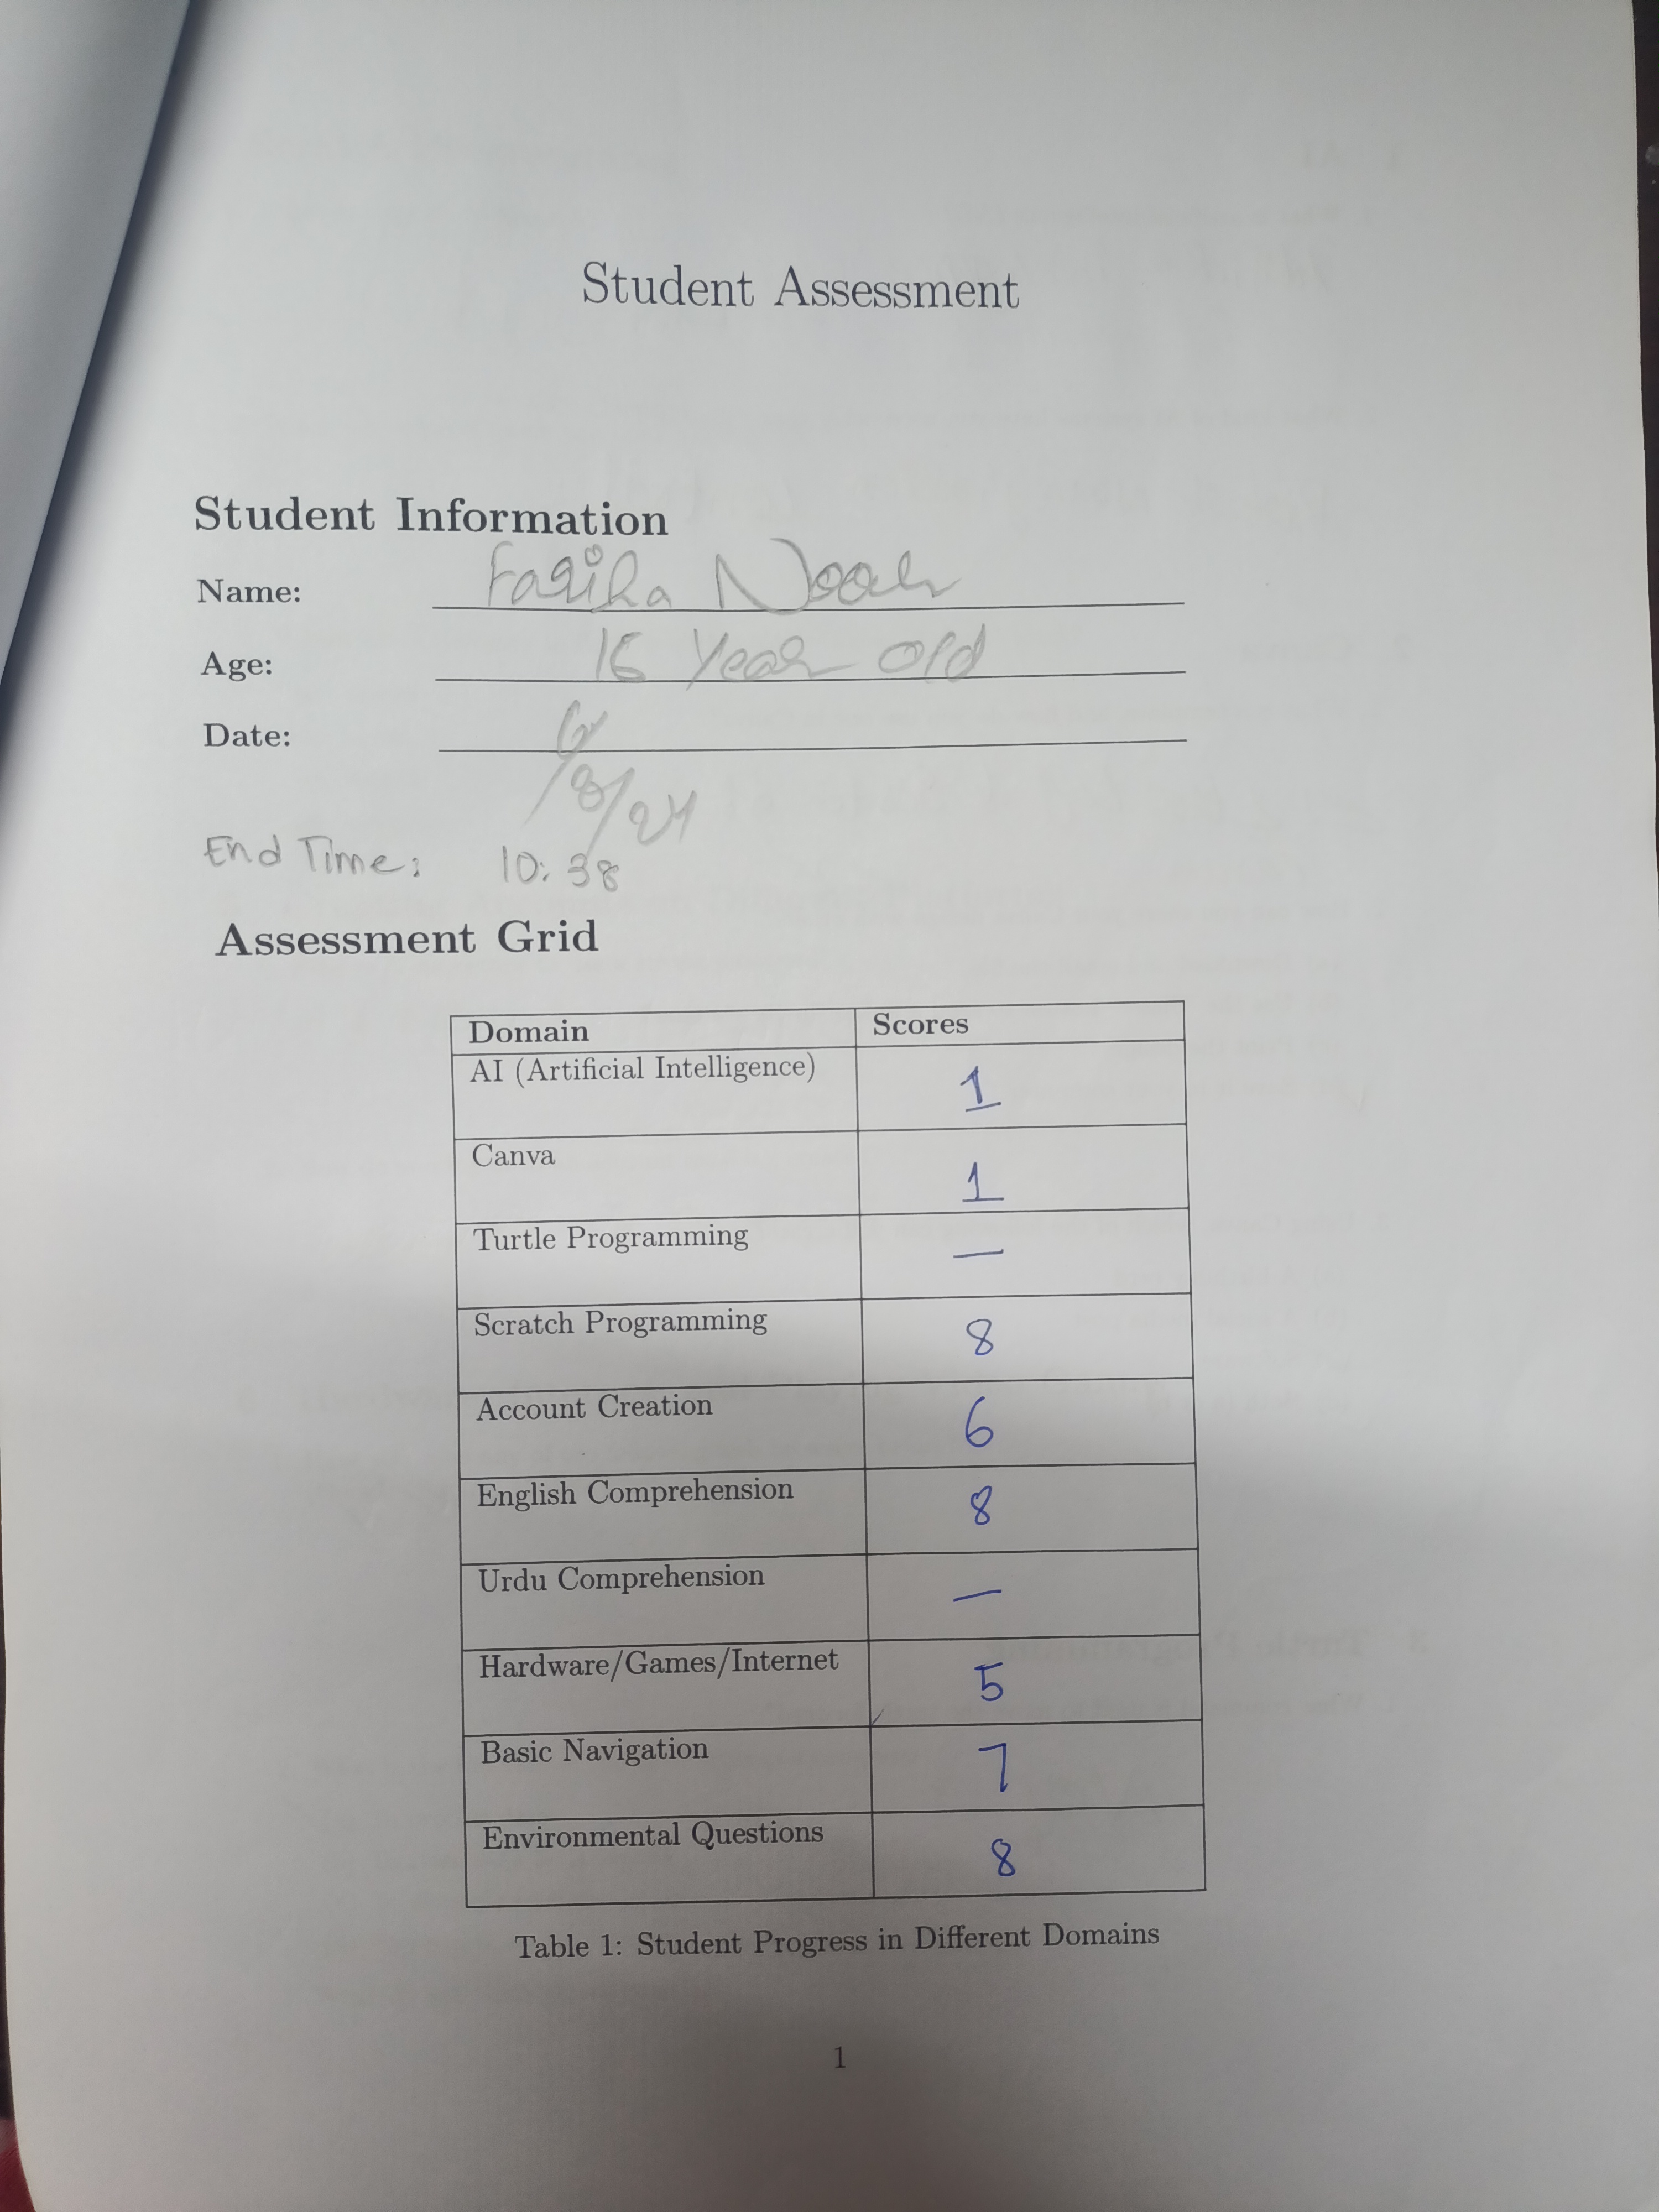 Student Assessment
Student Information
Name: Fariha Noor
Age: 16 Year old
Date: 6/8/24
End Time: 10:38
Assessment Grid
Domain Scores
AI (Artificial Intelligence) 1
Canva 1
Turtle Programming —
Scratch Programming 8
Account Creation 6
English Comprehension 8
Urdu Comprehension —
Hardware/Games/Internet 5
Basic Navigation 7
Environmental Questions 8
Table 1: Student Progress in Different Domains
1